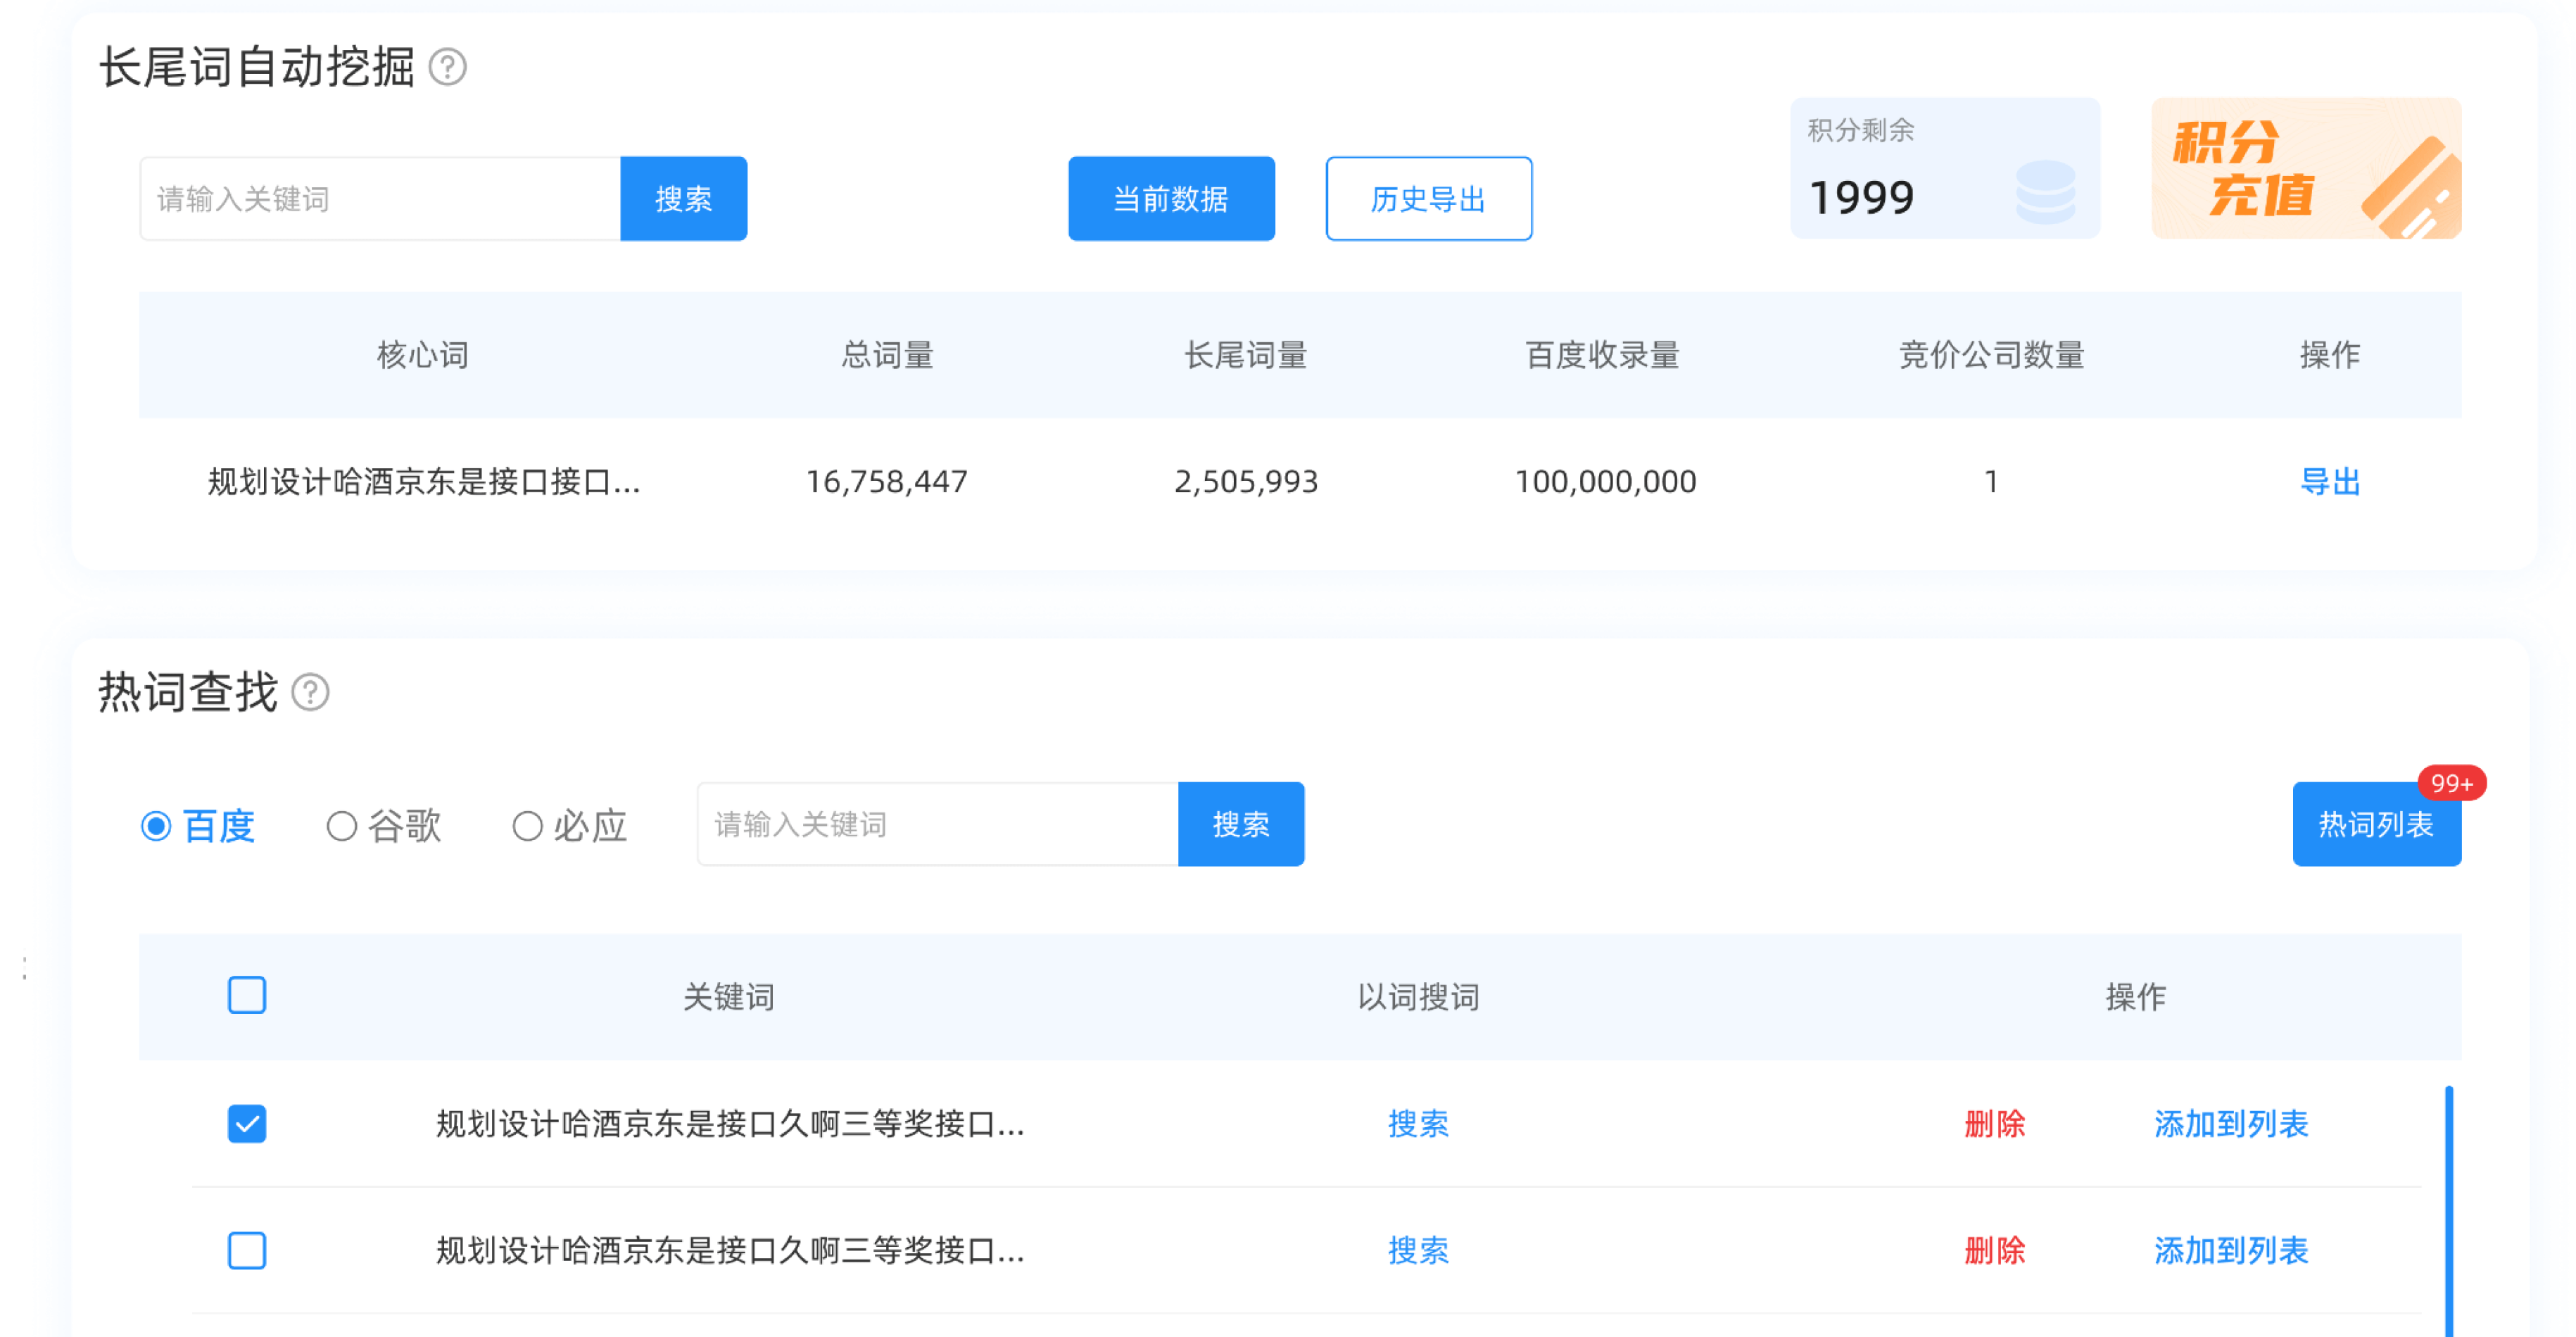 长尾词自动挖掘 ?
请输入关键词 搜索 当前数据 历史导出 积分剩余 1999 积分充值
核心词 总词量 长尾词量 百度收录量 竞价公司数量 操作
规划设计哈酒京东是接口接口... 16,758,447 2,505,993 100,000,000 1 导出
热词查找 ?
百度 谷歌 必应 请输入关键词 搜索 热词列表 99+
关键词 以词搜词 操作
规划设计哈酒京东是接口久啊三等奖接口... 搜索 删除 添加到列表
规划设计哈酒京东是接口久啊三等奖接口... 搜索 删除 添加到列表